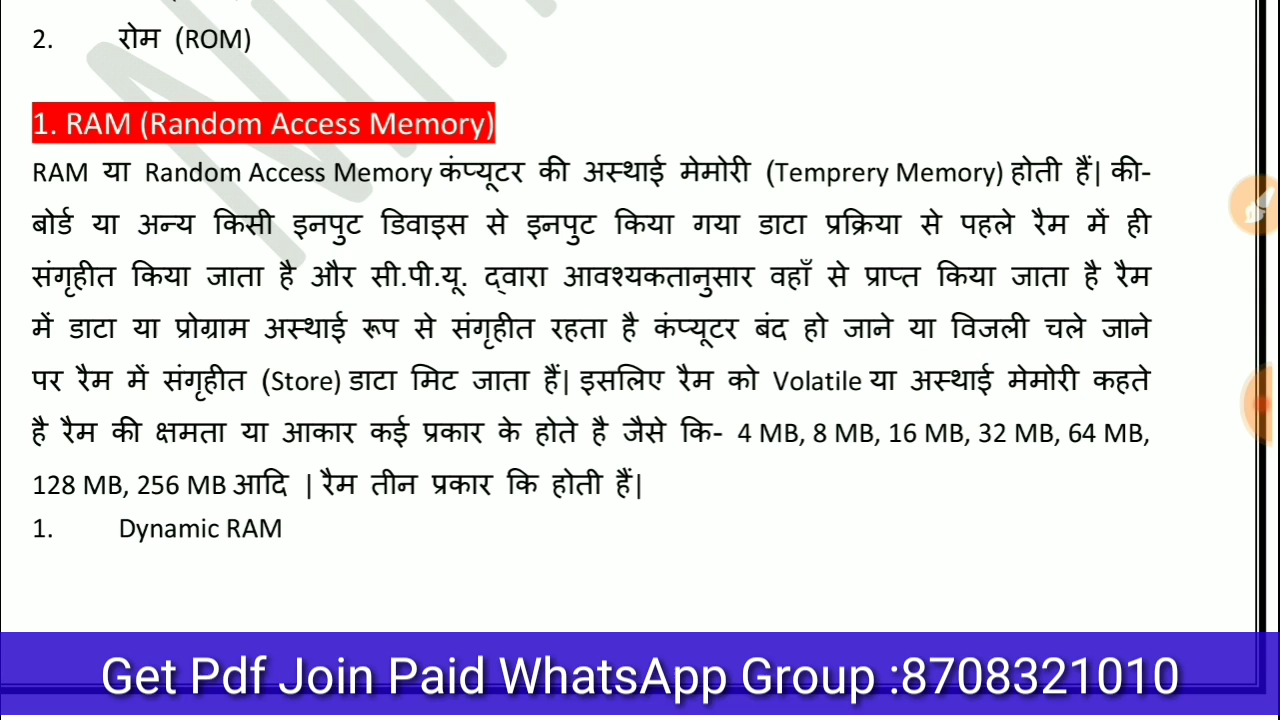 2. रोम (ROM)
1. RAM (Random Access Memory)
RAM या Random Access Memory कंप्यूटर की अस्थाई मेमोरी (Temprery Memory) होती हैं| की-
बोर्ड या अन्य किसी इनपुट डिवाइस से इनपुट किया गया डाटा प्रक्रिया से पहले रैम में ही
संगृहीत किया जाता है और सी.पी.यू. द्वारा आवश्यकतानुसार वहाँ से प्राप्त किया जाता है रैम
में डाटा या प्रोग्राम अस्थाई रूप से संगृहीत रहता है कंप्यूटर बंद हो जाने या विजली चले जाने
पर रैम में संगृहीत (Store) डाटा मिट जाता हैं| इसलिए रैम को Volatile या अस्थाई मेमोरी कहते
है रैम की क्षमता या आकार कई प्रकार के होते है जैसे कि- 4 MB, 8 MB, 16 MB, 32 MB, 64 MB,
128 MB, 256 MB आदि | रैम तीन प्रकार कि होती हैं|
1. Dynamic RAM
Get Pdf Join Paid WhatsApp Group :8708321010